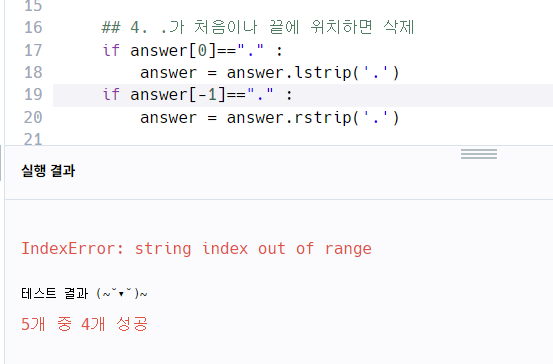 15
16 ## 4. .가 처음이나 끝에 위치하면 삭제
17 if answer[0]=="." :
18 answer = answer.lstrip('.')
19 if answer[-1]=="." :
20 answer = answer.rstrip('.')
21
실행 결과
IndexError: string index out of range
테스트 결과 (~˘▾˘)~
5개 중 4개 성공